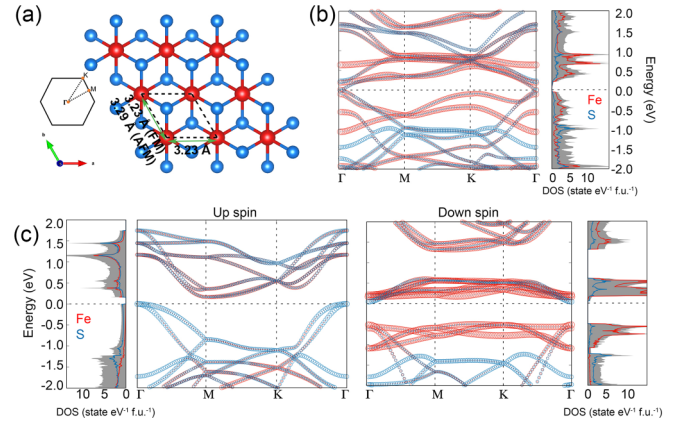 (a)
K
M
Γ
b
a
3.23 Å (FM)
3.29 Å (AFM)
3.23 Å
(b)
2.0
1.5
1.0
0.5
0.0
-0.5
-1.0
-1.5
-2.0
Energy (eV)
Fe
S
Γ M K Γ
0 5 10
DOS (state eV⁻¹ f.u.⁻¹)
(c)
Up spin
Down spin
2.0
1.5
1.0
0.5
0.0
-0.5
-1.0
-1.5
-2.0
Energy (eV)
Fe
S
10 5 0
Γ M K Γ
Γ M K Γ
0 5 10
DOS (state eV⁻¹ f.u.⁻¹)
DOS (state eV⁻¹ f.u.⁻¹)